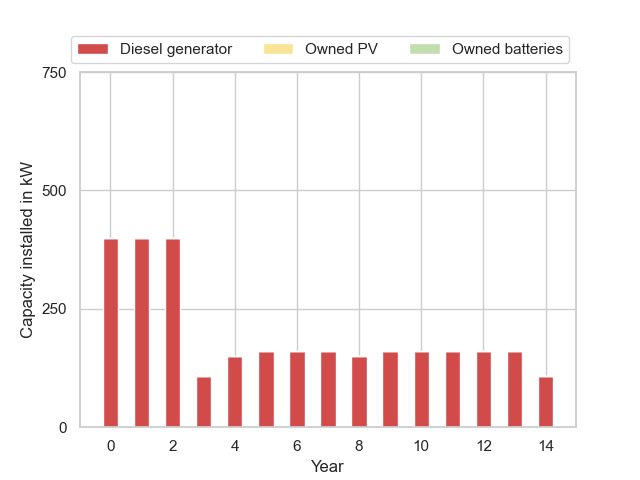 Diesel generator Owned PV Owned batteries
750
500
250
0
Capacity installed in kW
0 2 4 6 8 10 12 14
Year